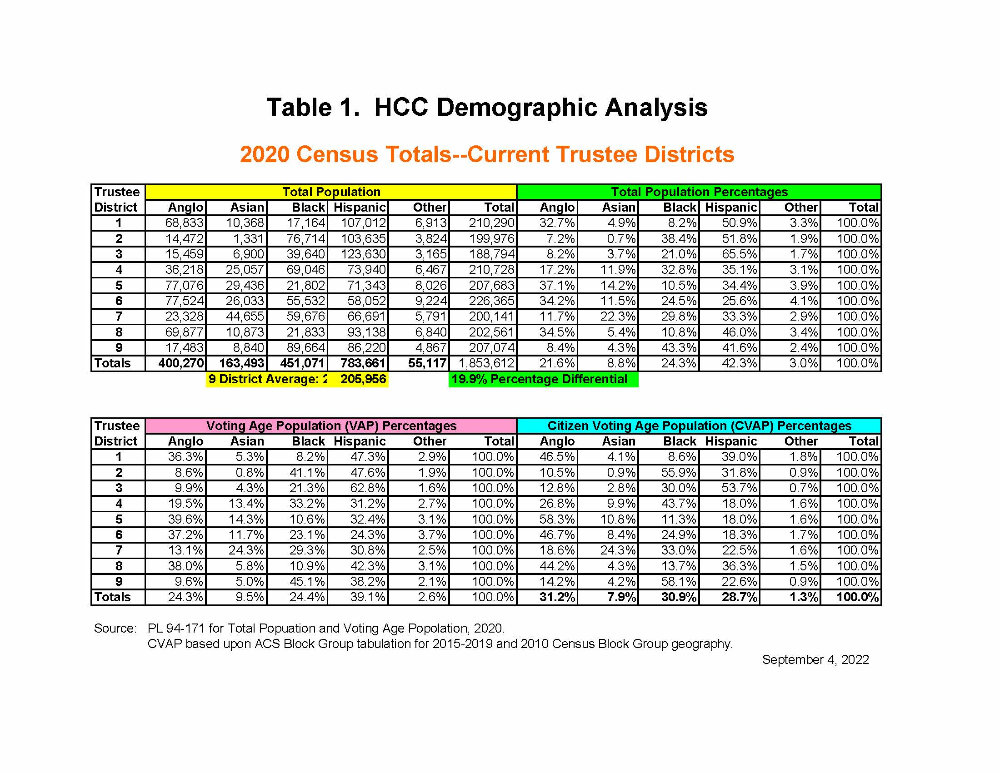 Table 1. HCC Demographic Analysis
2020 Census Totals--Current Trustee Districts
Trustee Total Population Total Population Percentages
District Anglo Asian Black Hispanic Other Total Anglo Asian Black Hispanic Other Total
1 68,833 10,368 17,164 107,012 6,913 210,290 32.7% 4.9% 8.2% 50.9% 3.3% 100.0%
2 14,472 1,331 76,714 103,635 3,824 199,976 7.2% 0.7% 38.4% 51.8% 1.9% 100.0%
3 15,459 6,900 39,640 123,630 3,165 188,794 8.2% 3.7% 21.0% 65.5% 1.7% 100.0%
4 36,218 25,057 69,046 73,940 6,467 210,728 17.2% 11.9% 32.8% 35.1% 3.1% 100.0%
5 77,076 29,436 21,802 71,343 8,026 207,683 37.1% 14.2% 10.5% 34.4% 3.9% 100.0%
6 77,524 26,033 55,532 58,052 9,224 226,365 34.2% 11.5% 24.5% 25.6% 4.1% 100.0%
7 23,328 44,655 59,676 66,691 5,791 200,141 11.7% 22.3% 29.8% 33.3% 2.9% 100.0%
8 69,877 10,873 21,833 93,138 6,840 202,561 34.5% 5.4% 10.8% 46.0% 3.4% 100.0%
9 17,483 8,840 89,664 86,220 4,867 207,074 8.4% 4.3% 43.3% 41.6% 2.4% 100.0%
Totals 400,270 163,493 451,071 783,661 55,117 1,853,612 21.6% 8.8% 24.3% 42.3% 3.0% 100.0%
9 District Average: 2 205,956 19.9% Percentage Differential
Trustee Voting Age Population (VAP) Percentages Citizen Voting Age Population (CVAP) Percentages
District Anglo Asian Black Hispanic Other Total Anglo Asian Black Hispanic Other Total
1 36.3% 5.3% 8.2% 47.3% 2.9% 100.0% 46.5% 4.1% 8.6% 39.0% 1.8% 100.0%
2 8.6% 0.8% 41.1% 47.6% 1.9% 100.0% 10.5% 0.9% 55.9% 31.8% 0.9% 100.0%
3 9.9% 4.3% 21.3% 62.8% 1.6% 100.0% 12.8% 2.8% 30.0% 53.7% 0.7% 100.0%
4 19.5% 13.4% 33.2% 31.2% 2.7% 100.0% 26.8% 9.9% 43.7% 18.0% 1.6% 100.0%
5 39.6% 14.3% 10.6% 32.4% 3.1% 100.0% 58.3% 10.8% 11.3% 18.0% 1.6% 100.0%
6 37.2% 11.7% 23.1% 24.3% 3.7% 100.0% 46.7% 8.4% 24.9% 18.3% 1.7% 100.0%
7 13.1% 24.3% 29.3% 30.8% 2.5% 100.0% 18.6% 24.3% 33.0% 22.5% 1.6% 100.0%
8 38.0% 5.8% 10.9% 42.3% 3.1% 100.0% 44.2% 4.3% 13.7% 36.3% 1.5% 100.0%
9 9.6% 5.0% 45.1% 38.2% 2.1% 100.0% 14.2% 4.2% 58.1% 22.6% 0.9% 100.0%
Totals 24.3% 9.5% 24.4% 39.1% 2.6% 100.0% 31.2% 7.9% 30.9% 28.7% 1.3% 100.0%
Source: PL 94-171 for Total Popuation and Voting Age Popolation, 2020.
CVAP based upon ACS Block Group tabulation for 2015-2019 and 2010 Census Block Group geography.
September 4, 2022